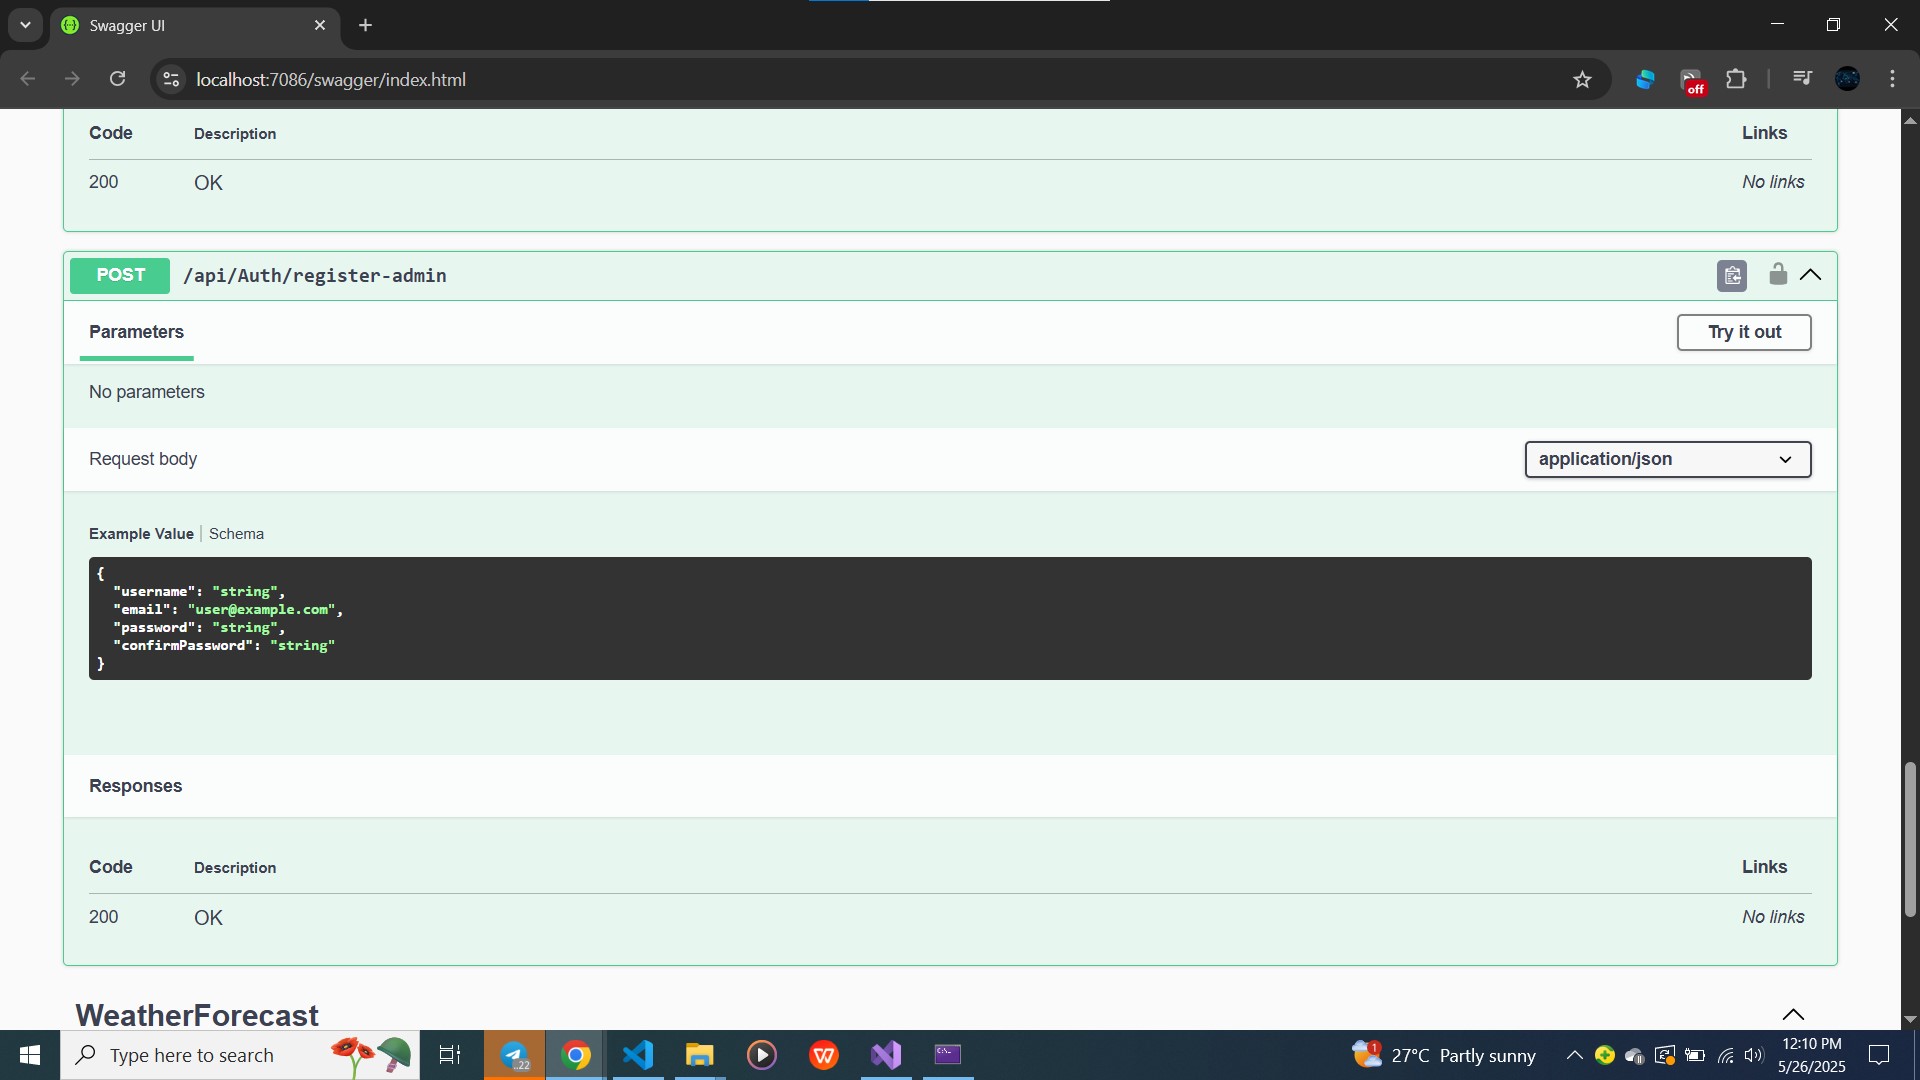 Swagger UI
localhost:7086/swagger/index.html
off
Code Description Links
200 OK No links
POST /api/Auth/register-admin
Parameters Try it out
No parameters
Request body application/json
Example Value Schema
{
"username": "string",
"email": "user@example.com",
"password": "string",
"confirmPassword": "string"
}
Responses
Code Description Links
200 OK No links
WeatherForecast
Type here to search
..22
W
C:\.
1
27°C Partly sunny
12:10 PM
5/26/2025